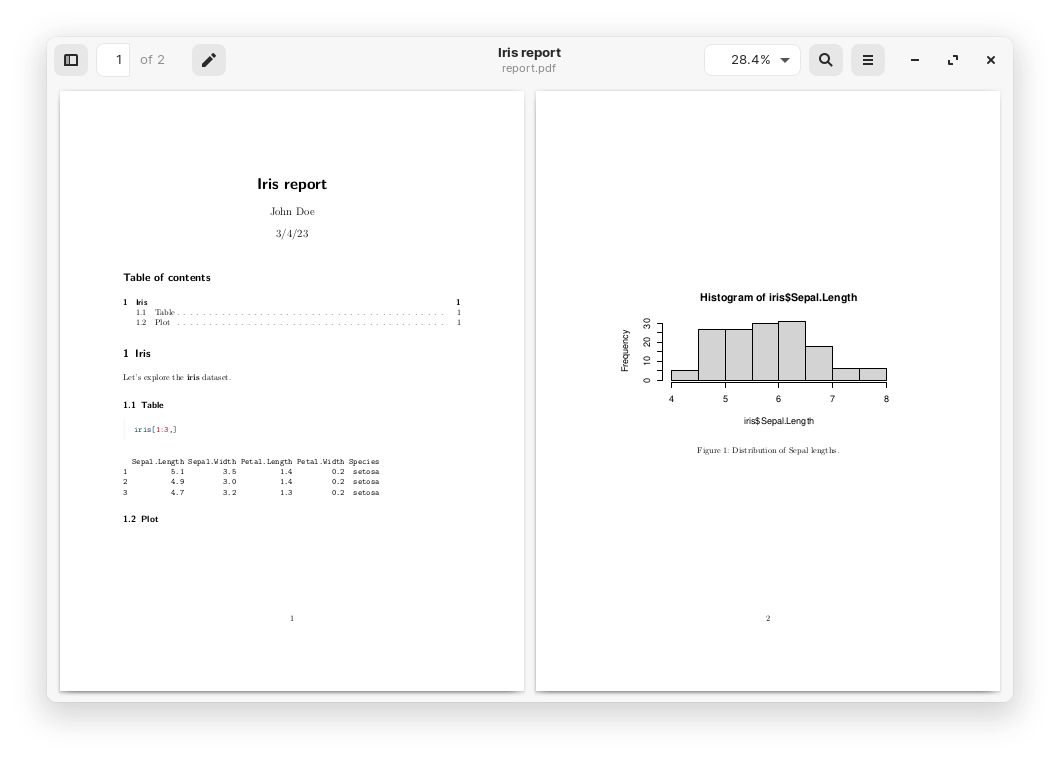 1 of 2
Iris report
report.pdf
28.4%
Iris report
John Doe
3/4/23
Table of contents
1 Iris 1
1.1 Table . . . . . . . . . . . . . . . . . . . . . . . . . . . . . . . . . . . . . . . . . 1
1.2 Plot . . . . . . . . . . . . . . . . . . . . . . . . . . . . . . . . . . . . . . . . . 1
1 Iris
Let's explore the iris dataset.
1.1 Table
iris[1:3,]
Sepal.Length Sepal.Width Petal.Length Petal.Width Species
1 5.1 3.5 1.4 0.2 setosa
2 4.9 3.0 1.4 0.2 setosa
3 4.7 3.2 1.3 0.2 setosa
1.2 Plot
1
Histogram of iris$Sepal.Length
Frequency
0 10 20 30
4 5 6 7 8
iris$Sepal.Length
Figure 1: Distribution of Sepal lengths.
2